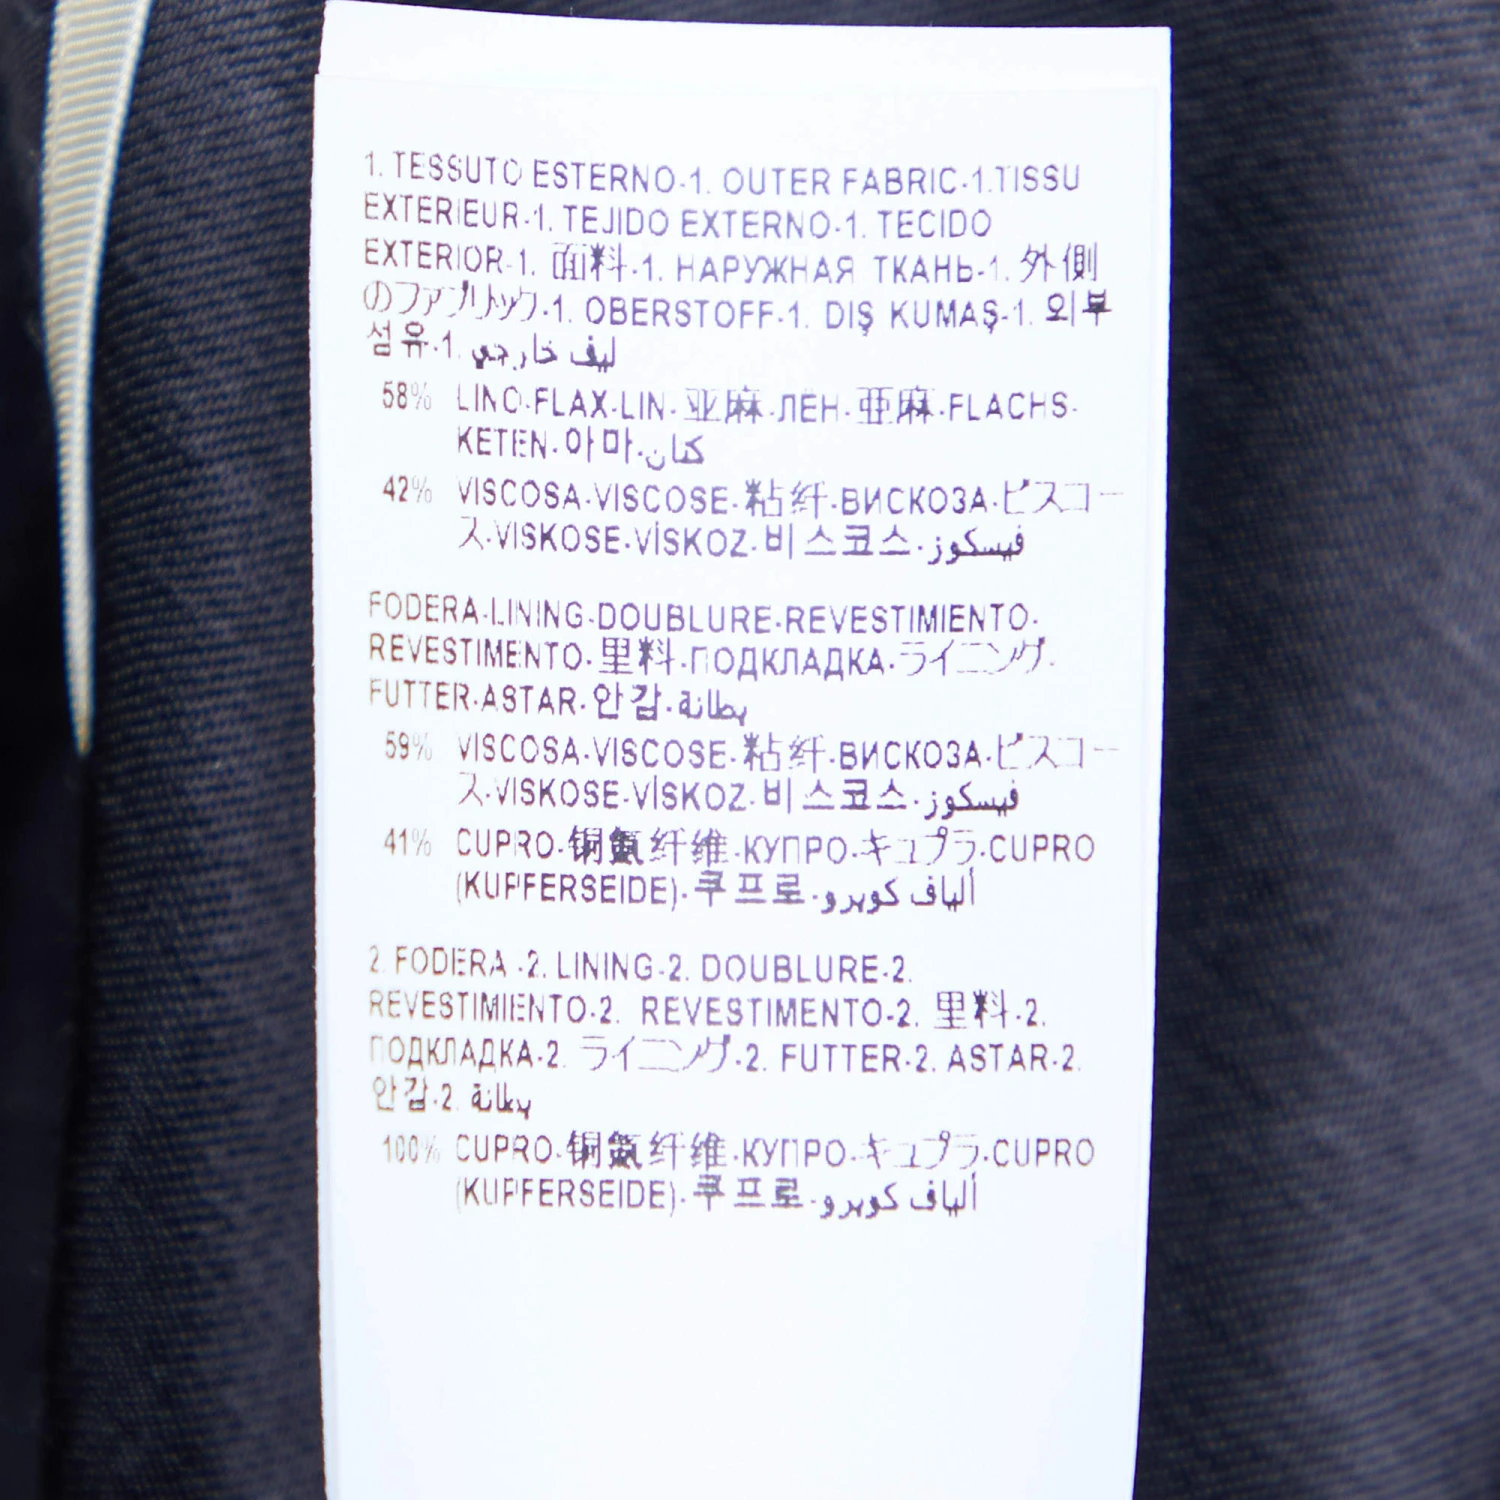 1. TESSUTO ESTERNO-1. OUTER FABRIC-1.TISSU
EXTERIEUR-1. TEJIDO EXTERNO-1. TECIDO
EXTERIOR-1. 面料-1. НАРУЖНАЯ ТКАНЬ-1. 外側
のファブリック-1. OBERSTOFF-1. DIŞ KUMAŞ-1. 외부
섬유-1. ليف خارجي
58% LINO-FLAX-LIN-亚麻-ЛЕН-亜麻-FLACHS-
KETEN-아마-كتان
42% VISCOSA-VISCOSE-粘纤-ВИСКОЗА-ビスコー
ス-VISKOSE-VİSKOZ-비스코스-فيسكوز
FODERA-LINING-DOUBLURE-REVESTIMIENTO-
REVESTIMENTO-里料-ПОДКЛАДКА-ライニング-
FUTTER-ASTAR-안감-بطانة
59% VISCOSA-VISCOSE-粘纤-ВИСКОЗА-ビスコー
ス-VISKOSE-VİSKOZ-비스코스-فيسكوز
41% CUPRO-铜氨纤维-КУПРО-キュプラ-CUPRO
(KUPFERSEIDE)-쿠프로-ألياف كوبرو
2. FODERA -2. LINING-2. DOUBLURE-2.
REVESTIMIENTO-2. REVESTIMENTO-2. 里料-2.
ПОДКЛАДКА-2. ライニング-2. FUTTER-2. ASTAR-2.
안감-2. بطانة
100% CUPRO-铜氨纤维-КУПРО-キュプラ-CUPRO
(KUPFERSEIDE)-쿠프로-ألياف كوبرو